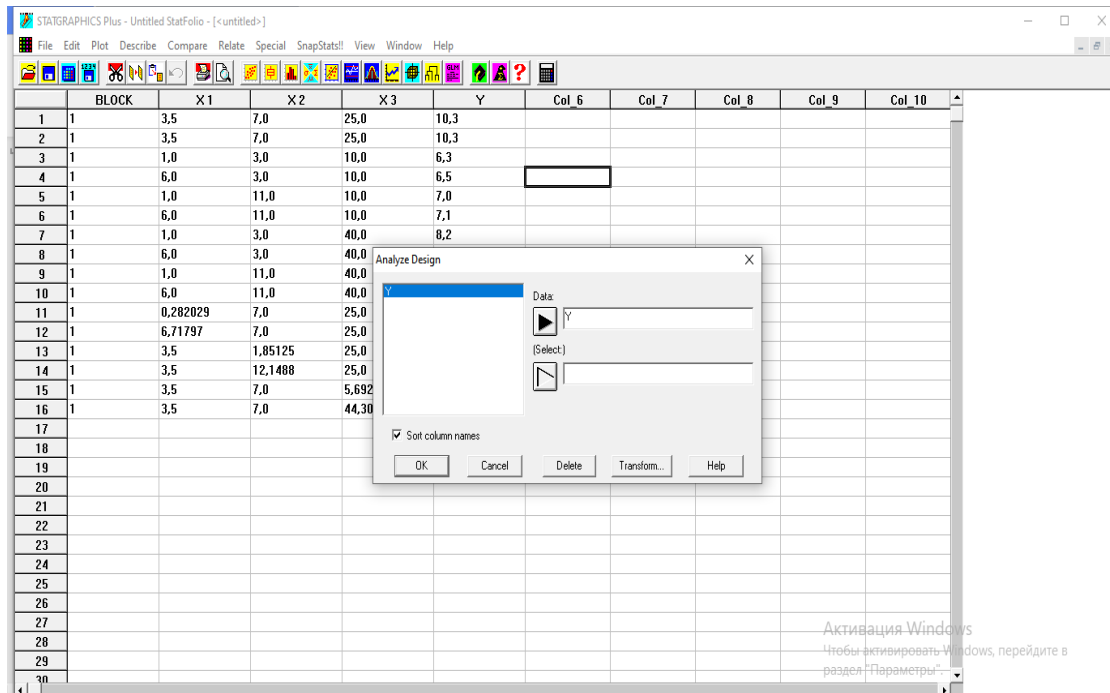 STATGRAPHICS Plus - Untitled StatFolio - [<untitled>]
File Edit Plot Describe Compare Relate Special SnapStats!! View Window Help
BLOCK X1 X2 X3 Y Col_6 Col_7 Col_8 Col_9 Col_10
1 1 3,5 7,0 25,0 10,3
2 1 3,5 7,0 25,0 10,3
3 1 1,0 3,0 10,0 6,3
4 1 6,0 3,0 10,0 6,5
5 1 1,0 11,0 10,0 7,0
6 1 6,0 11,0 10,0 7,1
7 1 1,0 3,0 40,0 8,2
8 1 6,0 3,0 40,0
9 1 1,0 11,0 40,0
10 1 6,0 11,0 40,0
11 1 0,282029 7,0 25,0
12 1 6,71797 7,0 25,0
13 1 3,5 1,85125 25,0
14 1 3,5 12,1488 25,0
15 1 3,5 7,0 5,692
16 1 3,5 7,0 44,30
17
18
19
20
21
22
23
24
25
26
27
28
29
30
Analyze Design
Y
Data:
Y
(Select:)
Sort column names
OK Cancel Delete Transform... Help
Активация Windows
Чтобы активировать Windows, перейдите в
раздел "Параметры".